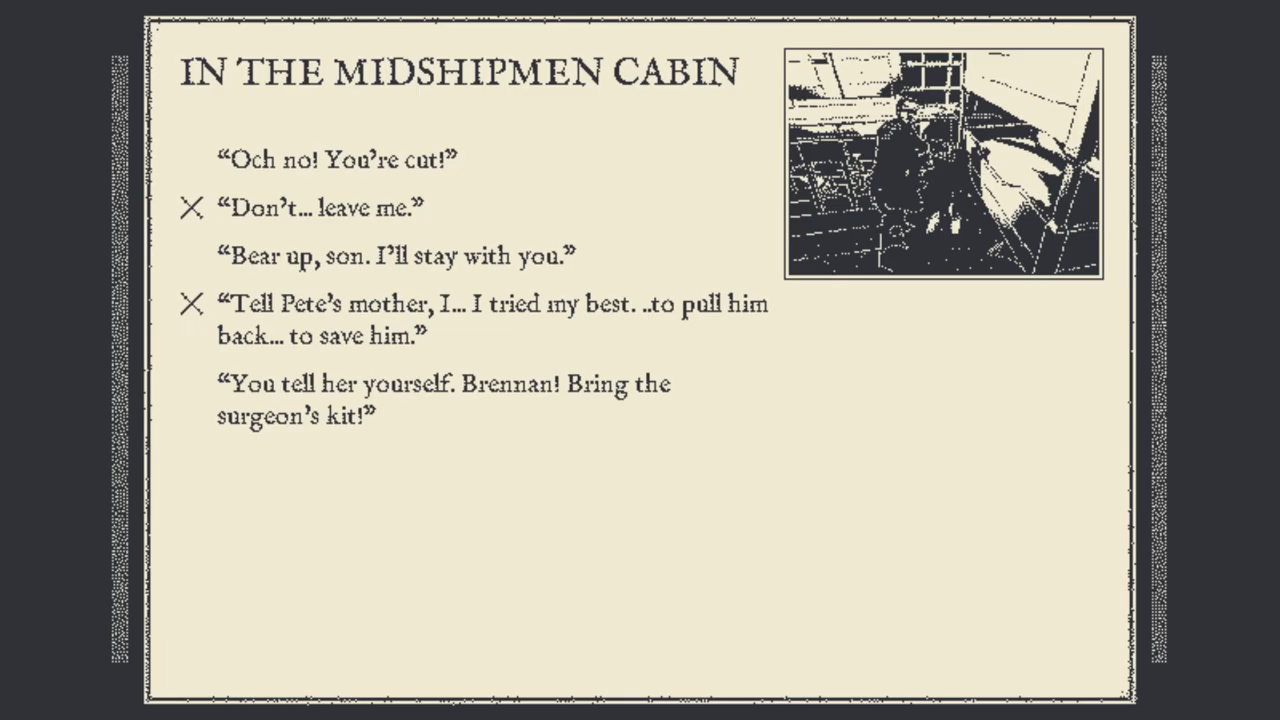 IN THE MIDSHIPMEN CABIN
“Och no! You’re cut!”
“Don’t... leave me.”
“Bear up, son. I’ll stay with you.”
“Tell Pete’s mother, I... I tried my best. ..to pull him
back... to save him.”
“You tell her yourself. Brennan! Bring the
surgeon’s kit!”